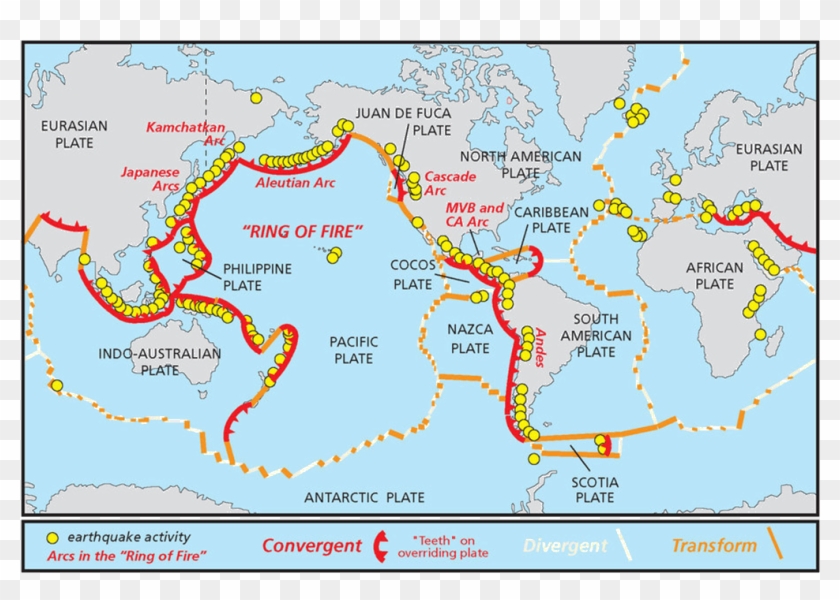 EURASIAN
PLATE
Kamchatkan
Arc
Japanese
Arcs
Aleutian Arc
JUAN DE FUCA
PLATE
NORTH AMERICAN
PLATE
Cascade
Arc
EURASIAN
PLATE
"RING OF FIRE"
MVB and
CA Arc
CARIBBEAN
PLATE
PHILIPPINE
PLATE
COCOS
PLATE
AFRICAN
PLATE
INDO-AUSTRALIAN
PLATE
PACIFIC
PLATE
NAZCA
PLATE
Andes
SOUTH
AMERICAN
PLATE
SCOTIA
PLATE
ANTARCTIC PLATE
earthquake activity
Arcs in the "Ring of Fire"
Convergent
"Teeth" on
overriding plate
Divergent
Transform